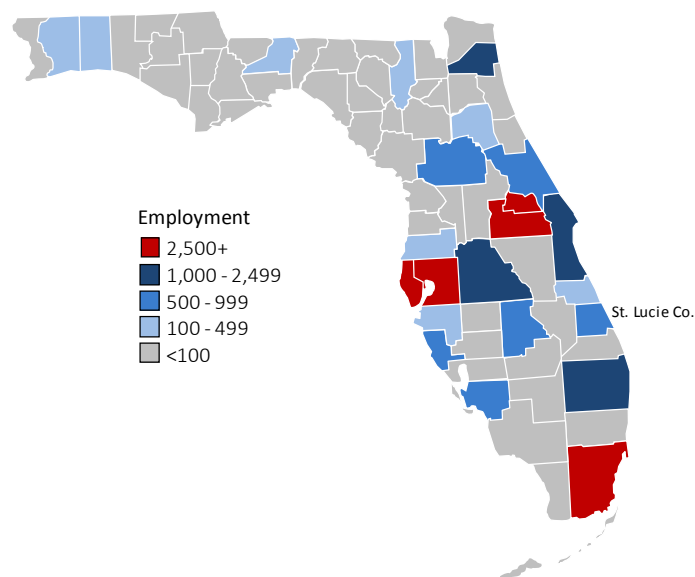 Employment
2,500+
1,000 - 2,499
500 - 999
100 - 499
<100
St. Lucie Co.